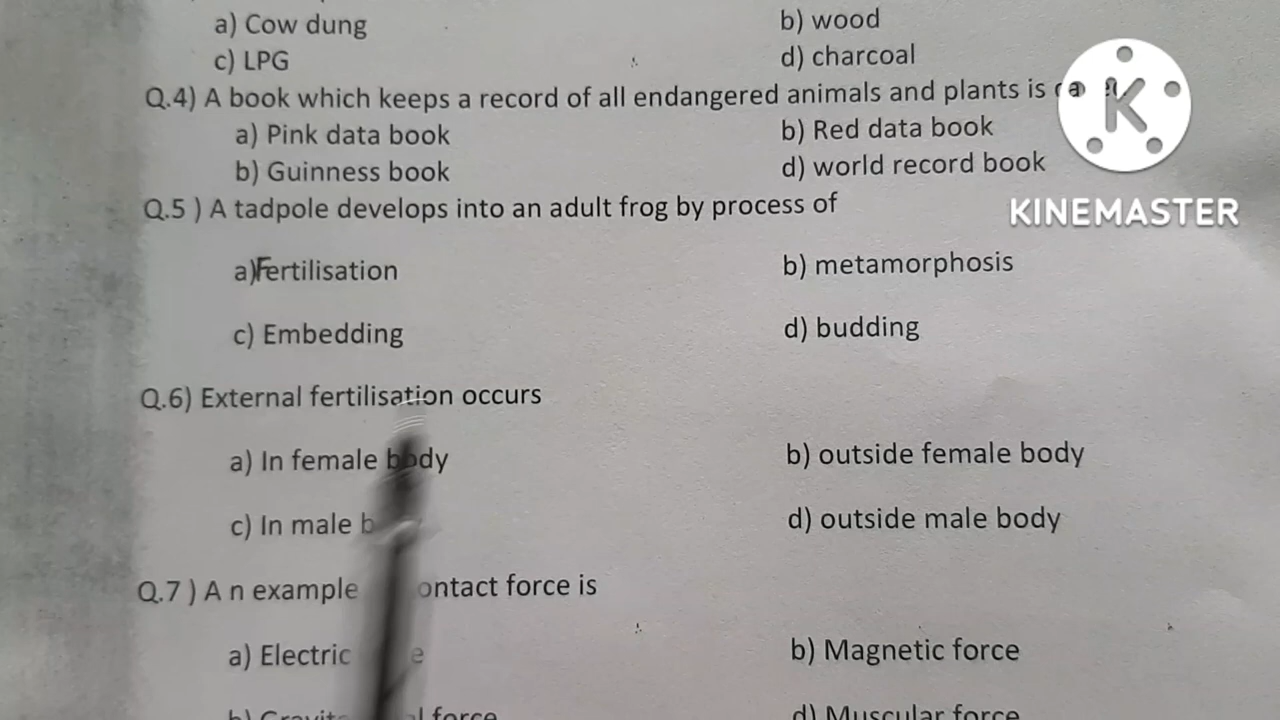 a) Cow dung b) wood
c) LPG d) charcoal
Q.4) A book which keeps a record of all endangered animals and plants is
a) Pink data book b) Red data book
b) Guinness book d) world record book
Q.5 ) A tadpole develops into an adult frog by process of
a)Fertilisation b) metamorphosis
c) Embedding d) budding
Q.6) External fertilisation occurs
a) In female body b) outside female body
c) In male d) outside male body
Q.7 ) A n example ontact force is
a) Electric b) Magnetic force
force d) Muscular force
K
KINEMASTER